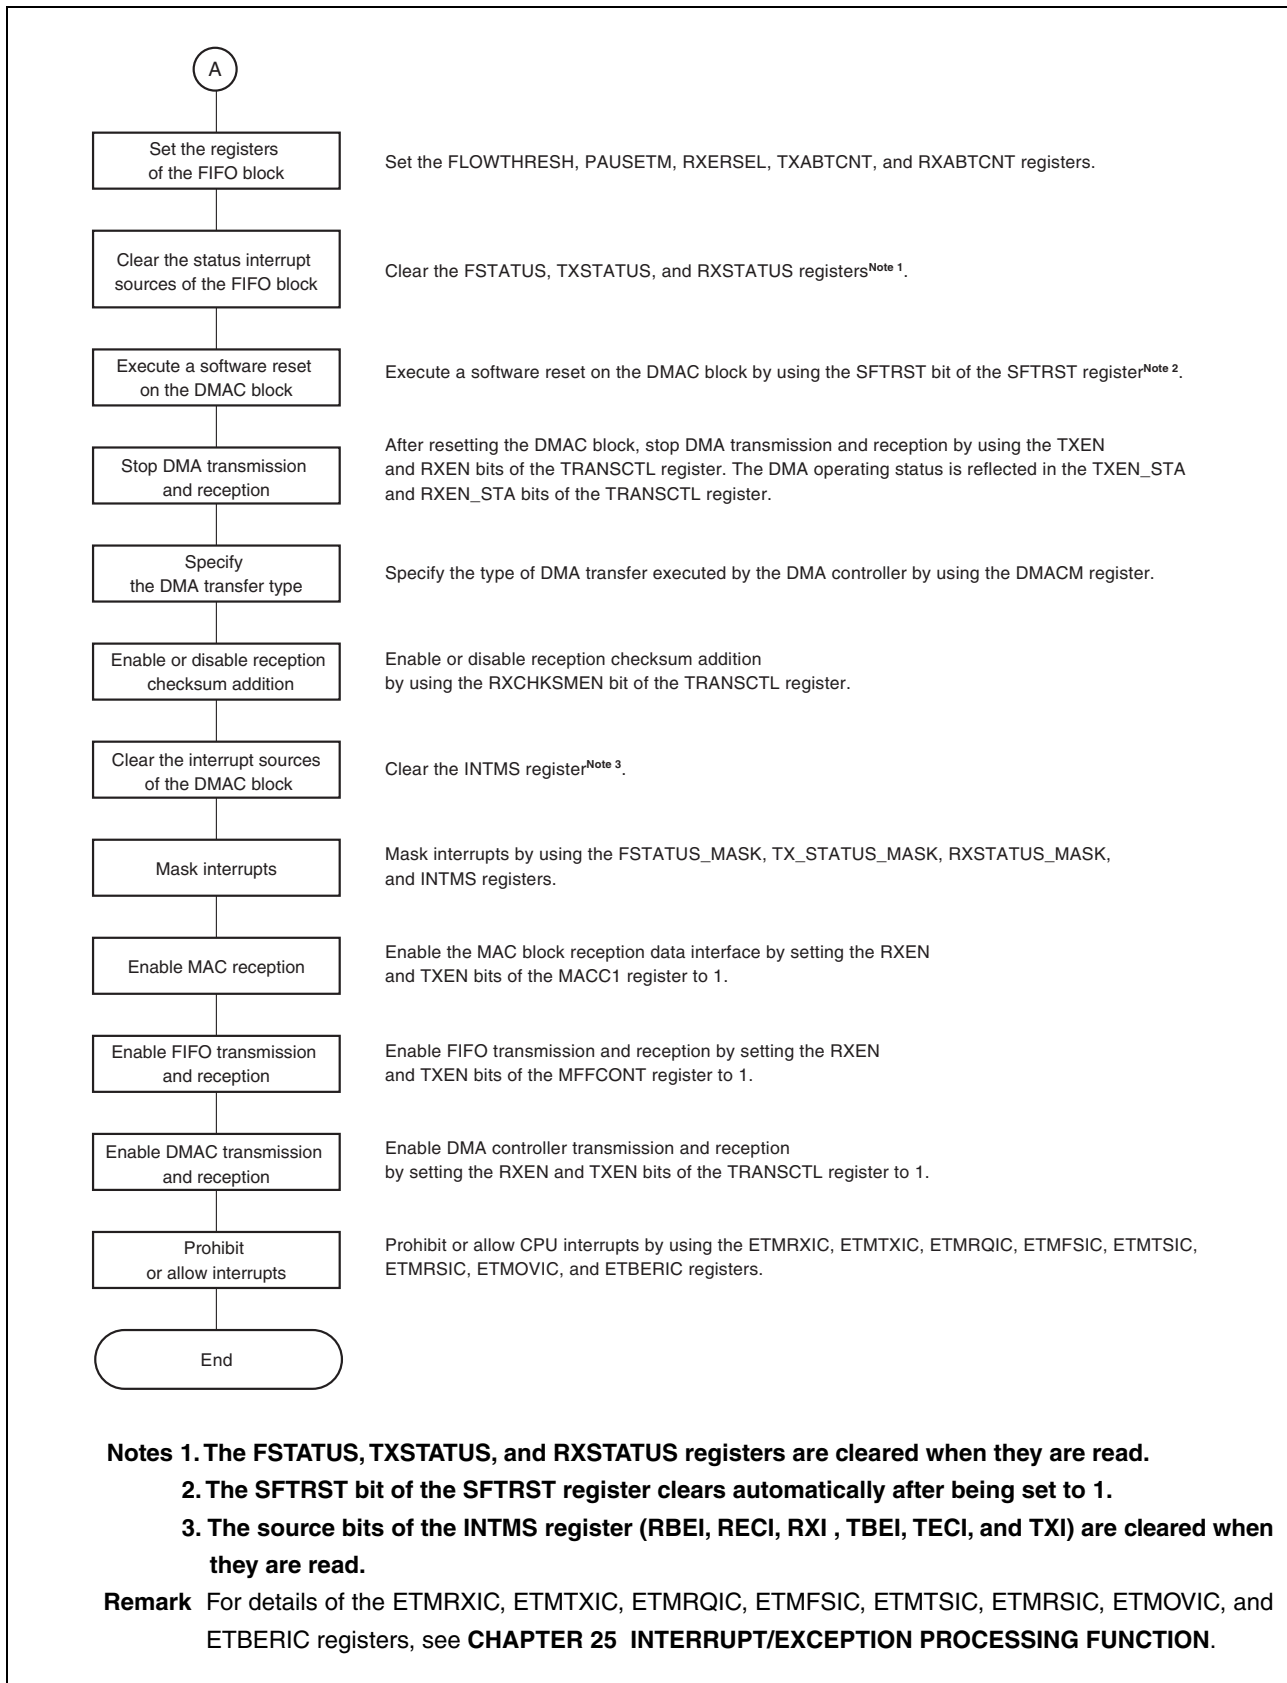 A
Set the registers
of the FIFO block
Set the FLOWTHRESH, PAUSETM, RXERSEL, TXABTCNT, and RXABTCNT registers.
Clear the status interrupt
sources of the FIFO block
Clear the FSTATUS, TXSTATUS, and RXSTATUS registersNote 1.
Execute a software reset
on the DMAC block
Execute a software reset on the DMAC block by using the SFTRST bit of the SFTRST registerNote 2.
Stop DMA transmission
and reception
After resetting the DMAC block, stop DMA transmission and reception by using the TXEN
and RXEN bits of the TRANSCTL register. The DMA operating status is reflected in the TXEN_STA
and RXEN_STA bits of the TRANSCTL register.
Specify
the DMA transfer type
Specify the type of DMA transfer executed by the DMA controller by using the DMACM register.
Enable or disable reception
checksum addition
Enable or disable reception checksum addition
by using the RXCHKSMEN bit of the TRANSCTL register.
Clear the interrupt sources
of the DMAC block
Clear the INTMS registerNote 3.
Mask interrupts
Mask interrupts by using the FSTATUS_MASK, TX_STATUS_MASK, RXSTATUS_MASK,
and INTMS registers.
Enable MAC reception
Enable the MAC block reception data interface by setting the RXEN
and TXEN bits of the MACC1 register to 1.
Enable FIFO transmission
and reception
Enable FIFO transmission and reception by setting the RXEN
and TXEN bits of the MFFCONT register to 1.
Enable DMAC transmission
and reception
Enable DMA controller transmission and reception
by setting the RXEN and TXEN bits of the TRANSCTL register to 1.
Prohibit
or allow interrupts
Prohibit or allow CPU interrupts by using the ETMRXIC, ETMTXIC, ETMRQIC, ETMFSIC, ETMTSIC,
ETMRSIC, ETMOVIC, and ETBERIC registers.
End
Notes 1. The FSTATUS, TXSTATUS, and RXSTATUS registers are cleared when they are read.
2. The SFTRST bit of the SFTRST register clears automatically after being set to 1.
3. The source bits of the INTMS register (RBEI, RECI, RXI , TBEI, TECI, and TXI) are cleared when
they are read.
Remark For details of the ETMRXIC, ETMTXIC, ETMRQIC, ETMFSIC, ETMTSIC, ETMRSIC, ETMOVIC, and
ETBERIC registers, see CHAPTER 25 INTERRUPT/EXCEPTION PROCESSING FUNCTION.